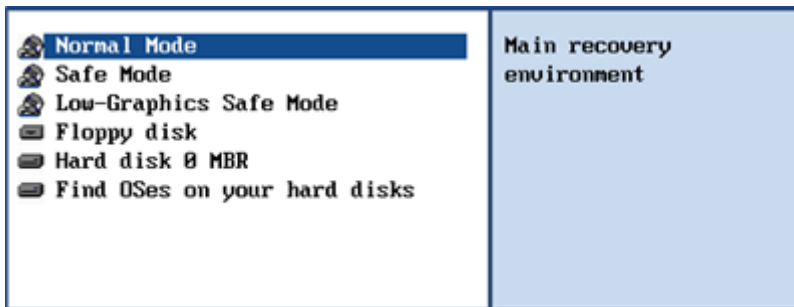 Normal Mode
Safe Mode
Low-Graphics Safe Mode
Floppy disk
Hard disk 0 MBR
Find OSes on your hard disks
Main recovery
environment